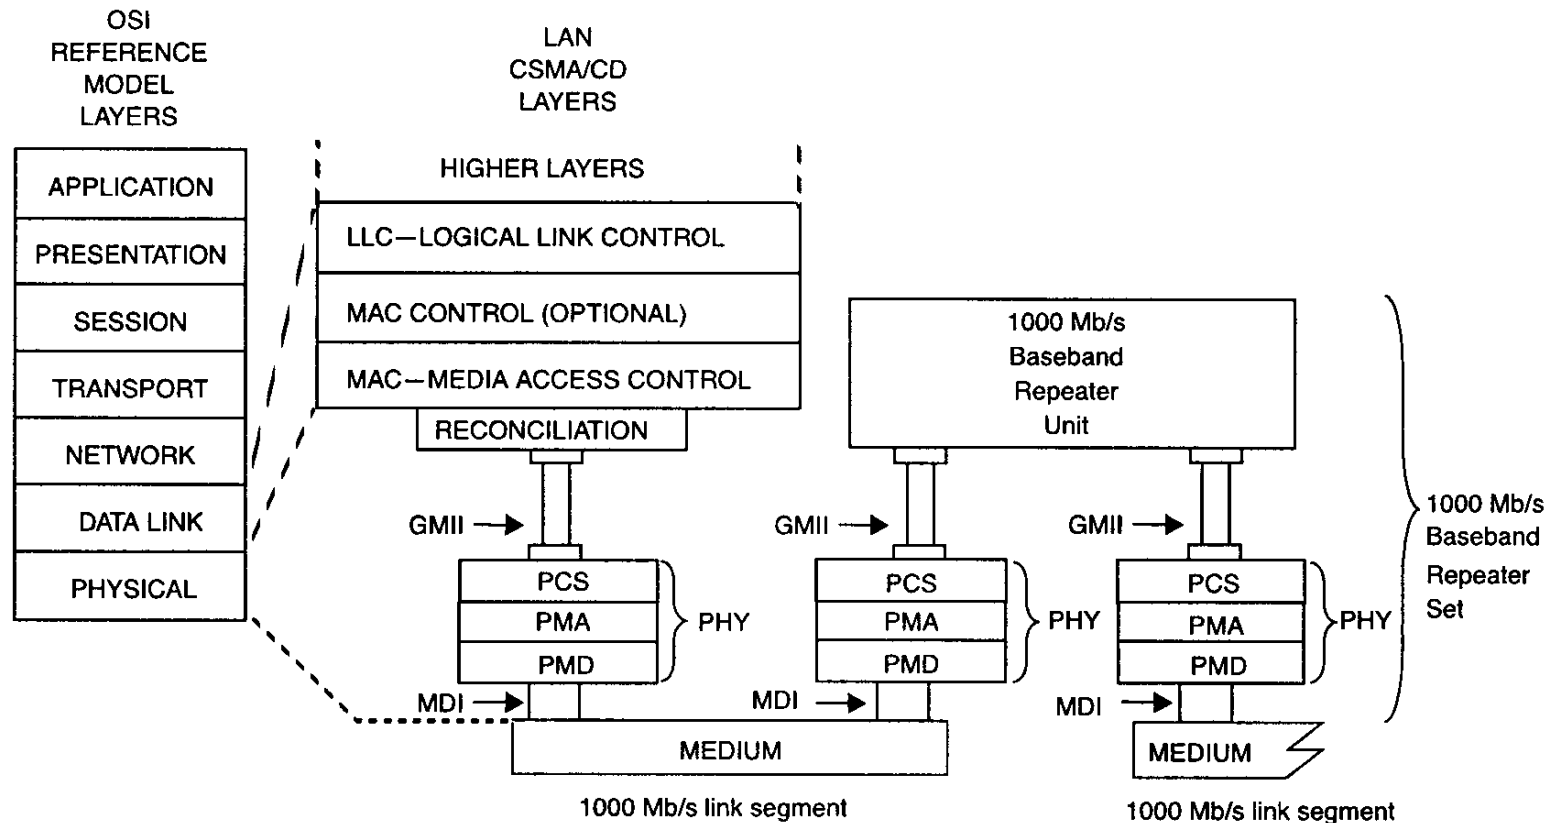 OSI
REFERENCE
MODEL
LAYERS
APPLICATION
PRESENTATION
SESSION
TRANSPORT
NETWORK
DATA LINK
PHYSICAL
LAN
CSMA/CD
LAYERS
HIGHER LAYERS
LLC—LOGICAL LINK CONTROL
MAC CONTROL (OPTIONAL)
MAC—MEDIA ACCESS CONTROL
RECONCILIATION
GMII
PCS
PMA
PMD
PHY
MDI
MEDIUM
1000 Mb/s link segment
1000 Mb/s
Baseband
Repeater
Unit
GMII
PCS
PMA
PMD
PHY
MDI
GMII
PCS
PMA
PMD
PHY
MDI
MEDIUM
1000 Mb/s link segment
1000 Mb/s
Baseband
Repeater
Set